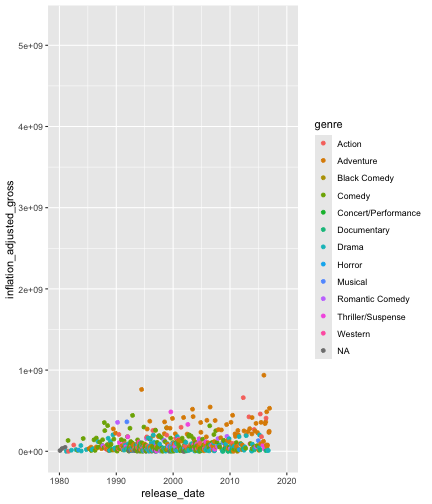 5e+09
4e+09
3e+09
2e+09
1e+09
0e+00
inflation_adjusted_gross
1980
1990
2000
2010
2020
release_date
genre
Action
Adventure
Black Comedy
Comedy
Concert/Performance
Documentary
Drama
Horror
Musical
Romantic Comedy
Thriller/Suspense
Western
NA